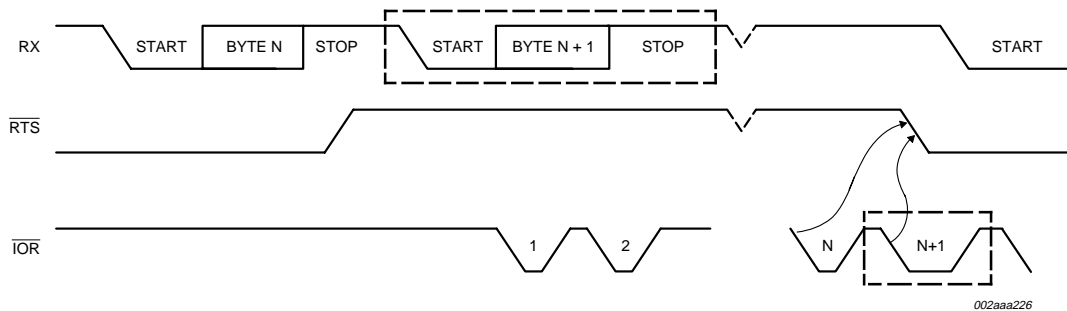 RX START BYTE N STOP START BYTE N + 1 STOP START
RTS
IOR 1 2 N N+1
002aaa226